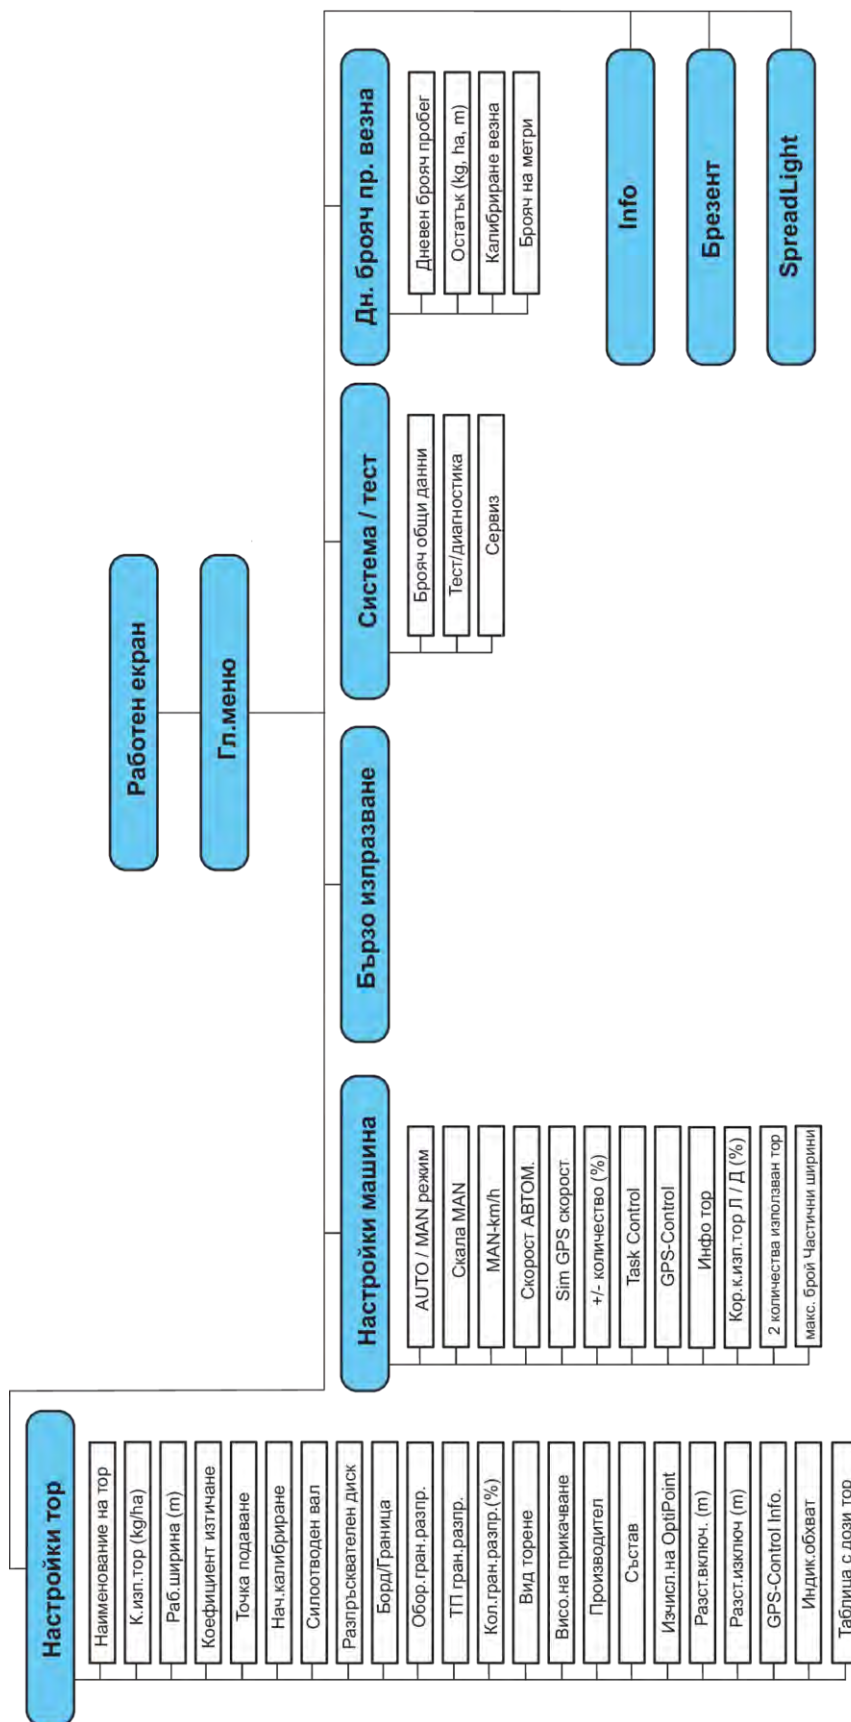 Работен екран
Гл.меню
Настройки тор
Наименование на тор
К.изп.тор (kg/ha)
Раб.ширина (m)
Коефициент изтичане
Точка подаване
Нач.калибриране
Силоотводен вал
Разпръсквателен диск
Борд/Граница
Обор.гран.разпр.
ТП гран.разпр.
Кол.гран.разпр.(%)
Вид торене
Висо.на прикачване
Производител
Състав
Изчисл.на OptiPoint
Разст.включ. (m)
Разст.изключ (m)
GPS-Control Info.
Индик.обхват
Таблица с дози тор
Настройки машина
AUTO / MAN режим
Скала MAN
MAN-km/h
Скорост АВТОМ.
Sim GPS скорост
+/- количество (%)
Task Control
GPS-Control
Инфо тор
Кор.к.изп.тор Л / Д (%)
2 количества използван тор
макс. брой Частични ширини
Бързо изпразване
Система / тест
Брояч общи данни
Тест/диагностика
Сервиз
Дн. брояч пр. везна
Дневен брояч пробег
Остатък (kg, ha, m)
Калибриране везна
Брояч на метри
Info
Брезент
SpreadLight